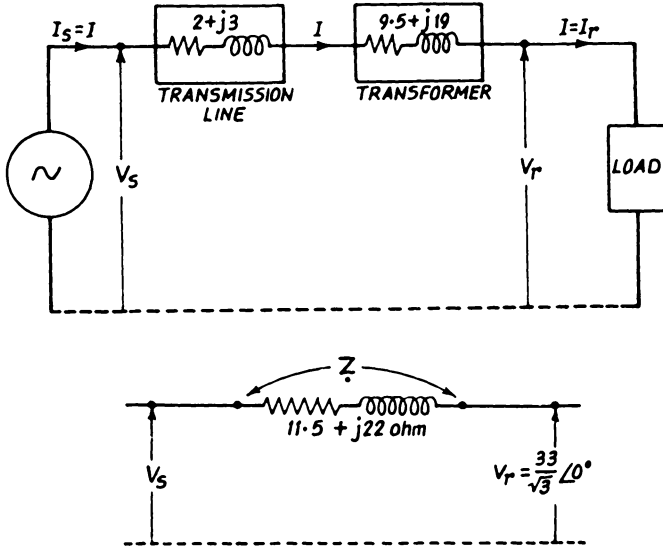 I_S = I
2 + j3
I
9·5 + j19
I = I_r
TRANSMISSION
LINE
TRANSFORMER
V_S
V_r
LOAD
Z
11·5 + j22 ohm
V_S
V_r = 33/√3 ∠0°